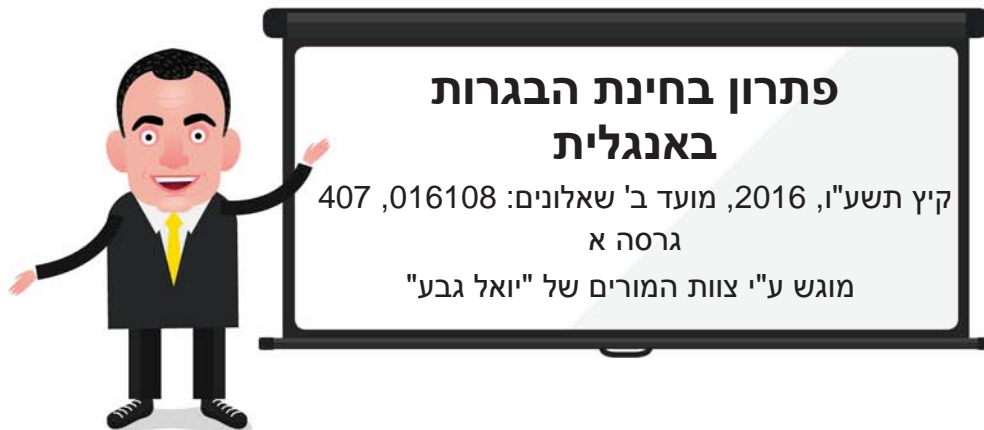 פתרון בחינת הבגרות
באנגלית
קיץ תשע"ו, 2016, מועד ב' שאלונים: 016108, 407
גרסה א
מוגש ע"י צוות המורים של "יואל גבע"